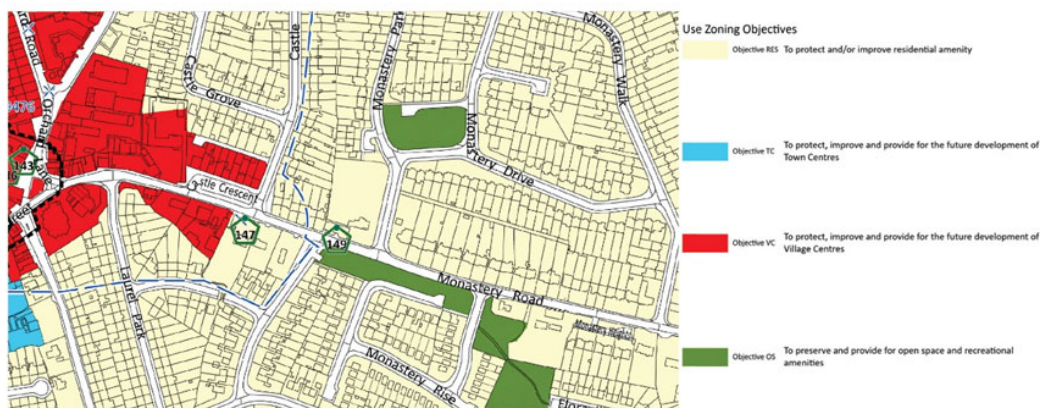 Road
Orchard Lane
143
Castle Grove
Castle
Monastery Park
Monastery Walk
Monastery Drive
stle Crescent
147
149
Monastery Road
Laurel Park
Monastery Rise
Use Zoning Objectives
Objective RES To protect and/or improve residential amenity
Objective TC To protect, improve and provide for the future development of
Town Centres
Objective VC To protect, improve and provide for the future development of
Village Centres
Objective OS To preserve and provide for open space and recreational
amenities